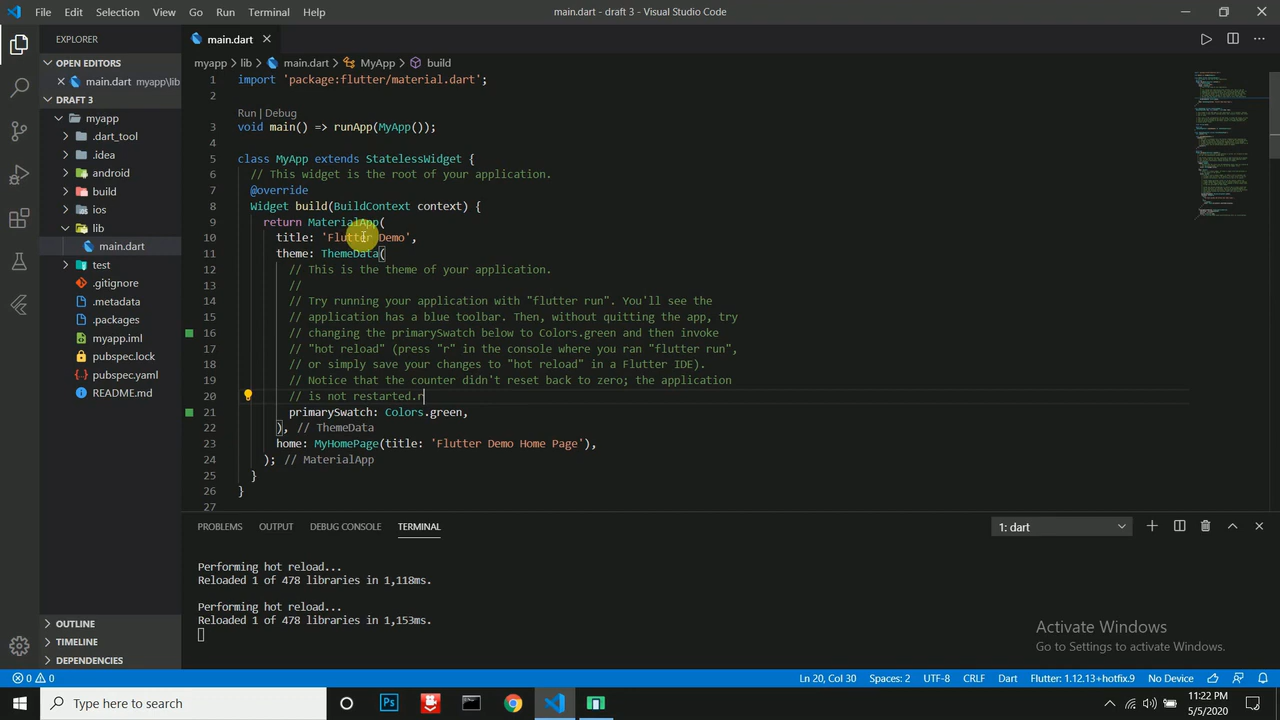 File Edit Selection View Go Run Terminal Help
main.dart - draft 3 - Visual Studio Code
EXPLORER
OPEN EDITORS
main.dart myapp\lib
DRAFT 3
myapp
.dart_tool
.idea
android
build
ios
lib
main.dart
test
.gitignore
.metadata
.packages
myapp.iml
pubspec.lock
pubspec.yaml
README.md
OUTLINE
TIMELINE
DEPENDENCIES
main.dart
myapp > lib > main.dart > MyApp > build
1 import 'package:flutter/material.dart';
2
Run | Debug
3 void main() => runApp(MyApp());
4
5 class MyApp extends StatelessWidget {
6 // This widget is the root of your application.
7 @override
8 Widget build(BuildContext context) {
9 return MaterialApp(
10 title: 'Flutter Demo',
11 theme: ThemeData(
12 // This is the theme of your application.
13 //
14 // Try running your application with "flutter run". You'll see the
15 // application has a blue toolbar. Then, without quitting the app, try
16 // changing the primarySwatch below to Colors.green and then invoke
17 // "hot reload" (press "r" in the console where you ran "flutter run",
18 // or simply save your changes to "hot reload" in a Flutter IDE).
19 // Notice that the counter didn't reset back to zero; the application
20 // is not restarted.r
21 primarySwatch: Colors.green,
22 ), // ThemeData
23 home: MyHomePage(title: 'Flutter Demo Home Page'),
24 ); // MaterialApp
25 }
26 }
27
PROBLEMS OUTPUT DEBUG CONSOLE TERMINAL
1: dart
Performing hot reload...
Reloaded 1 of 478 libraries in 1,118ms.
Performing hot reload...
Reloaded 1 of 478 libraries in 1,153ms.
Activate Windows
Go to Settings to activate Windows.
0 0
Ln 20, Col 30 Spaces: 2 UTF-8 CRLF Dart Flutter: 1.12.13+hotfix.9 No Device
Type here to search
Ps
11:22 PM
5/5/2020